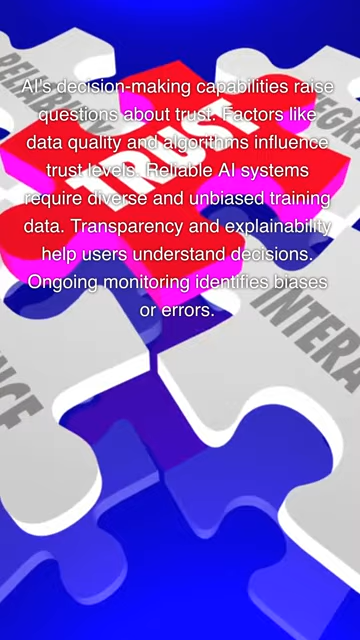 AI's decision-making capabilities raise
questions about trust. Factors like
data quality and algorithms influence
trust levels. Reliable AI systems
require diverse and unbiased training
data. Transparency and explainability
help users understand decisions.
Ongoing monitoring identifies biases
or errors.
TRUST